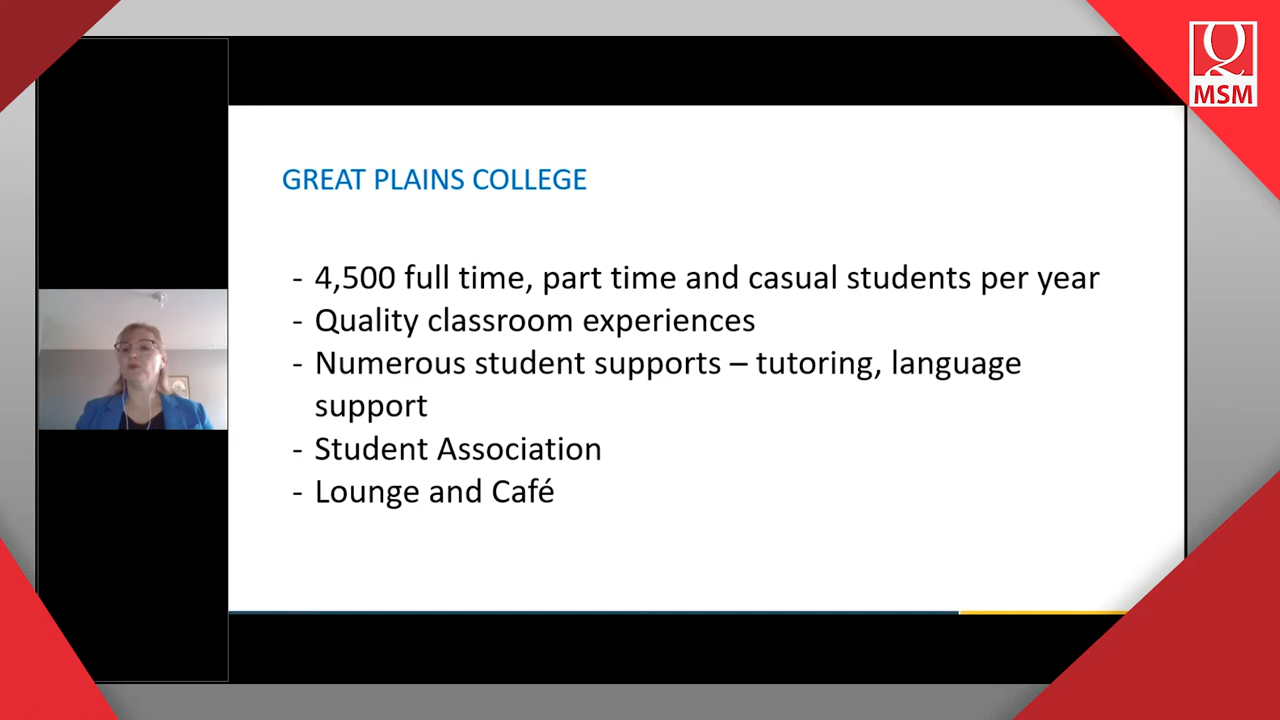 Q
MSM
GREAT PLAINS COLLEGE
- 4,500 full time, part time and casual students per year
- Quality classroom experiences
- Numerous student supports – tutoring, language
support
- Student Association
- Lounge and Café